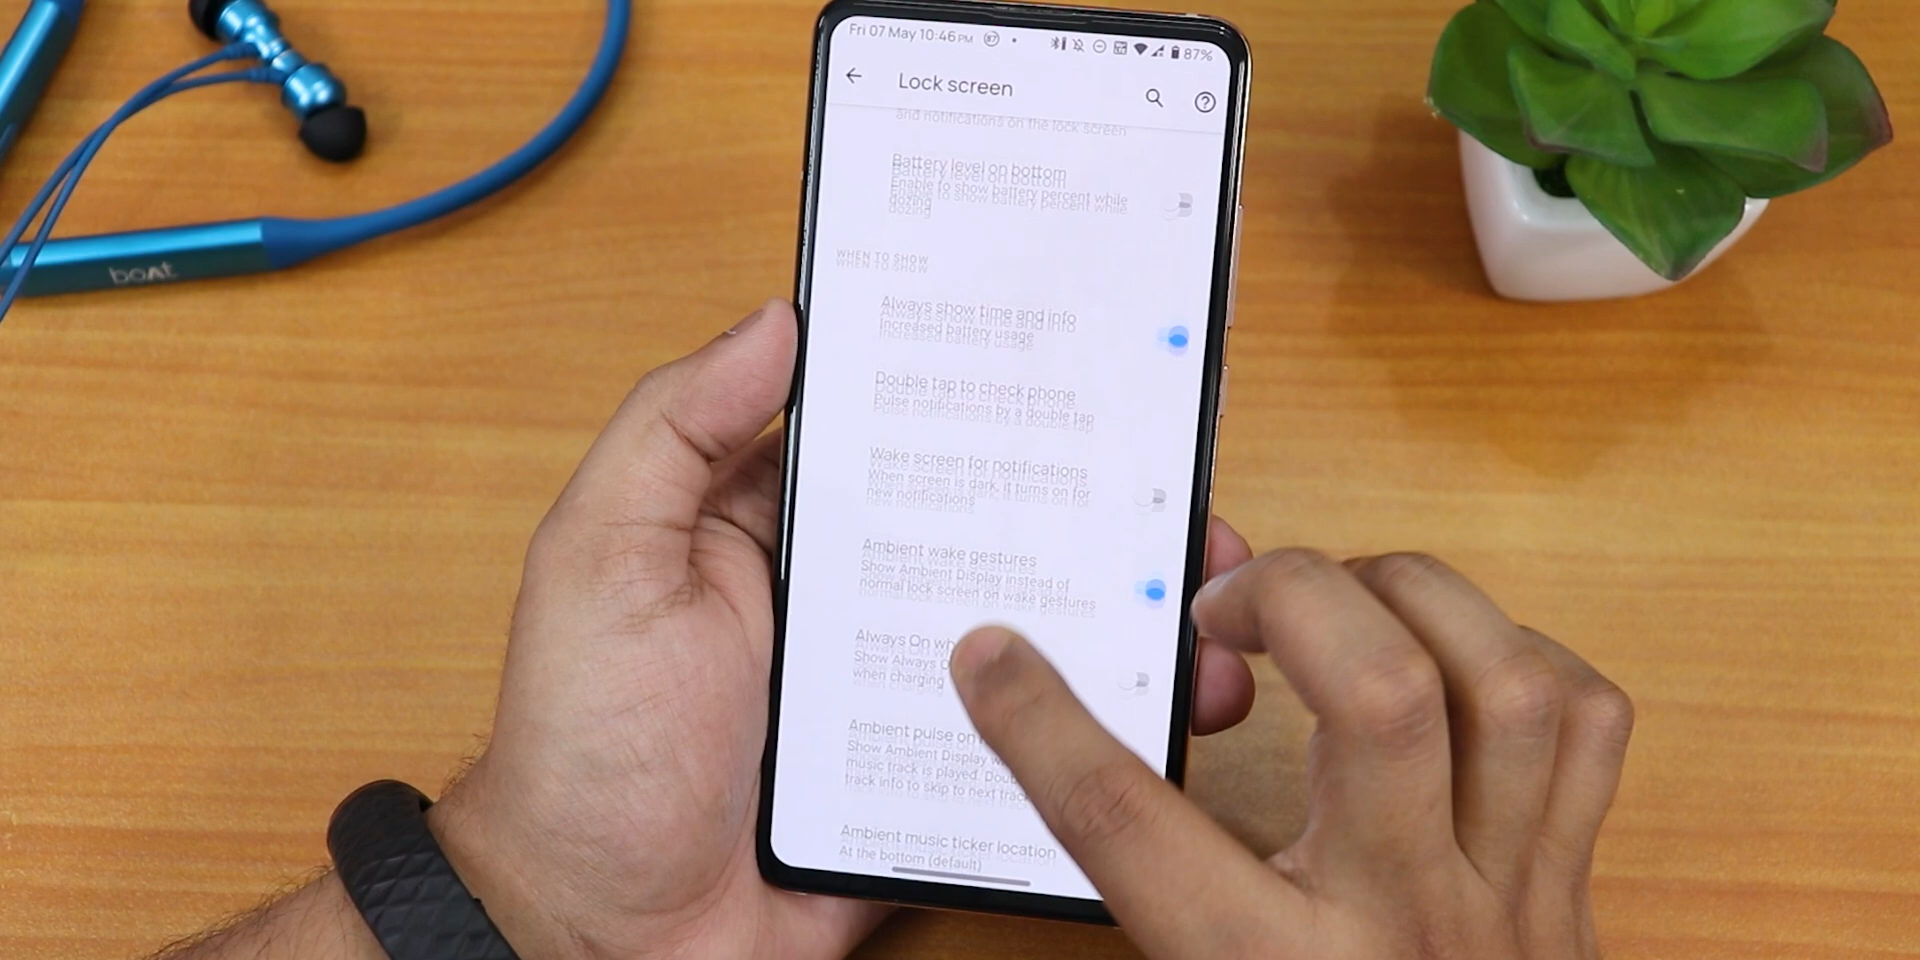 boAt
Fri 07 May 10:46 PM 87 87%
Lock screen
and notifications on the lock screen
Battery level on bottom
Enable to show battery percent while
dozing
WHEN TO SHOW
Always show time and info
Increased battery usage
Double tap to check phone
Pulse notifications by a double tap
Wake screen for notifications
When screen is dark, it turns on for
new notifications
Ambient wake gestures
Show Ambient Display instead of
normal lock screen on wake gestures
Always On
Show Always
when charging
Ambient pulse on
Show Ambient Display
music track is played.
track info to skip to next track
Ambient music ticker location
At the bottom (default)